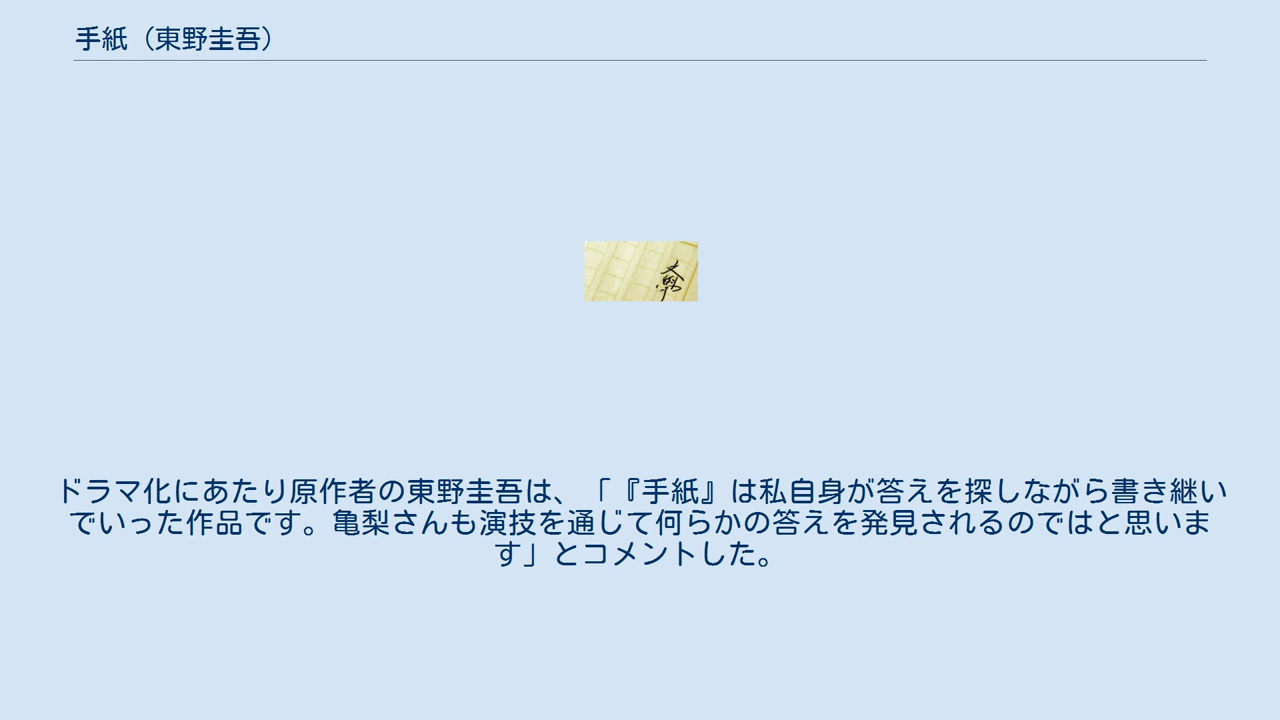 手紙（東野圭吾）
ドラマ化にあたり原作者の東野圭吾は、「『手紙』は私自身が答えを探しながら書き継い
でいった作品です。亀梨さんも演技を通じて何らかの答えを発見されるのではと思いま
す」とコメントした。